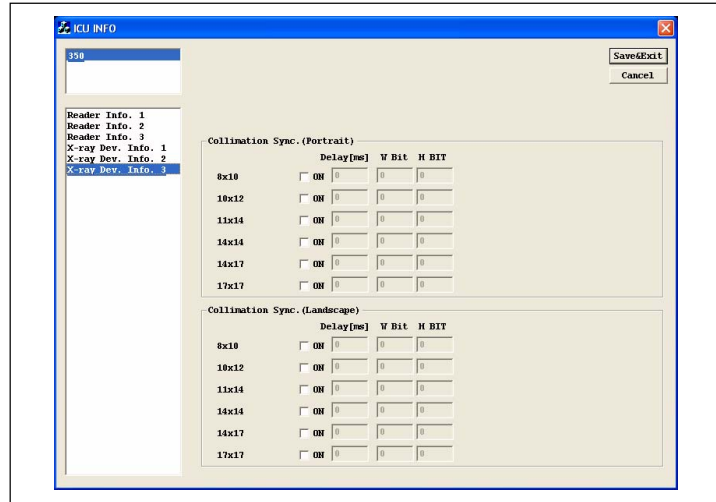 ICU INFO
350
Save&Exit
Cancel
Reader Info. 1
Reader Info. 2
Reader Info. 3
X-ray Dev. Info. 1
X-ray Dev. Info. 2
X-ray Dev. Info. 3
Collimation Sync.(Portrait)
Delay[ms] W Bit H BIT
8x10 ON 0 0 0
10x12 ON 0 0 0
11x14 ON 0 0 0
14x14 ON 0 0 0
14x17 ON 0 0 0
17x17 ON 0 0 0
Collimation Sync.(Landscape)
Delay[ms] W Bit H BIT
8x10 ON 0 0 0
10x12 ON 0 0 0
11x14 ON 0 0 0
14x14 ON 0 0 0
14x17 ON 0 0 0
17x17 ON 0 0 0